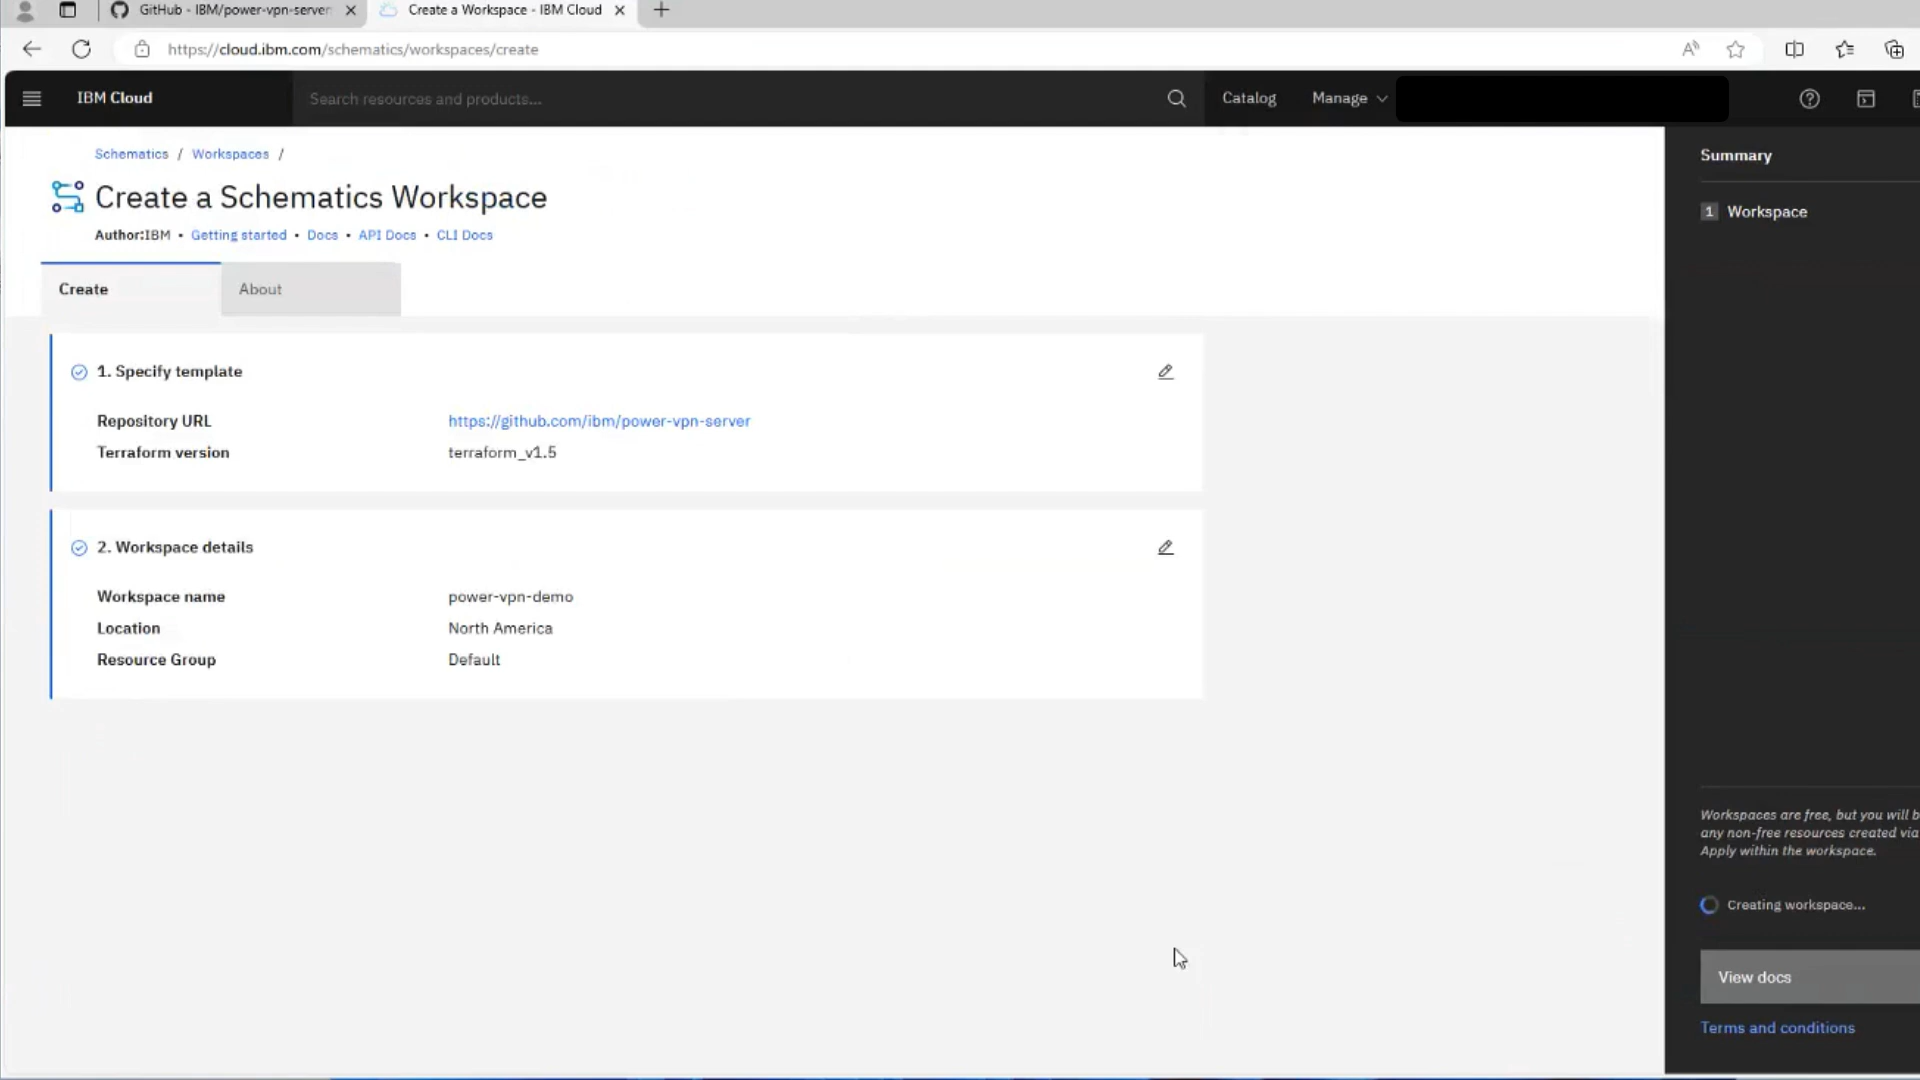 GitHub - IBM/power-vpn-server
Create a Workspace - IBM Cloud
https://cloud.ibm.com/schematics/workspaces/create
IBM Cloud
Search resources and products...
Catalog
Manage
Schematics / Workspaces /
Create a Schematics Workspace
Author:IBM • Getting started • Docs • API Docs • CLI Docs
Create
About
1. Specify template
Repository URL https://github.com/ibm/power-vpn-server
Terraform version terraform_v1.5
2. Workspace details
Workspace name power-vpn-demo
Location North America
Resource Group Default
Summary
1 Workspace
Workspaces are free, but you will b
any non-free resources created via
Apply within the workspace.
Creating workspace...
View docs
Terms and conditions